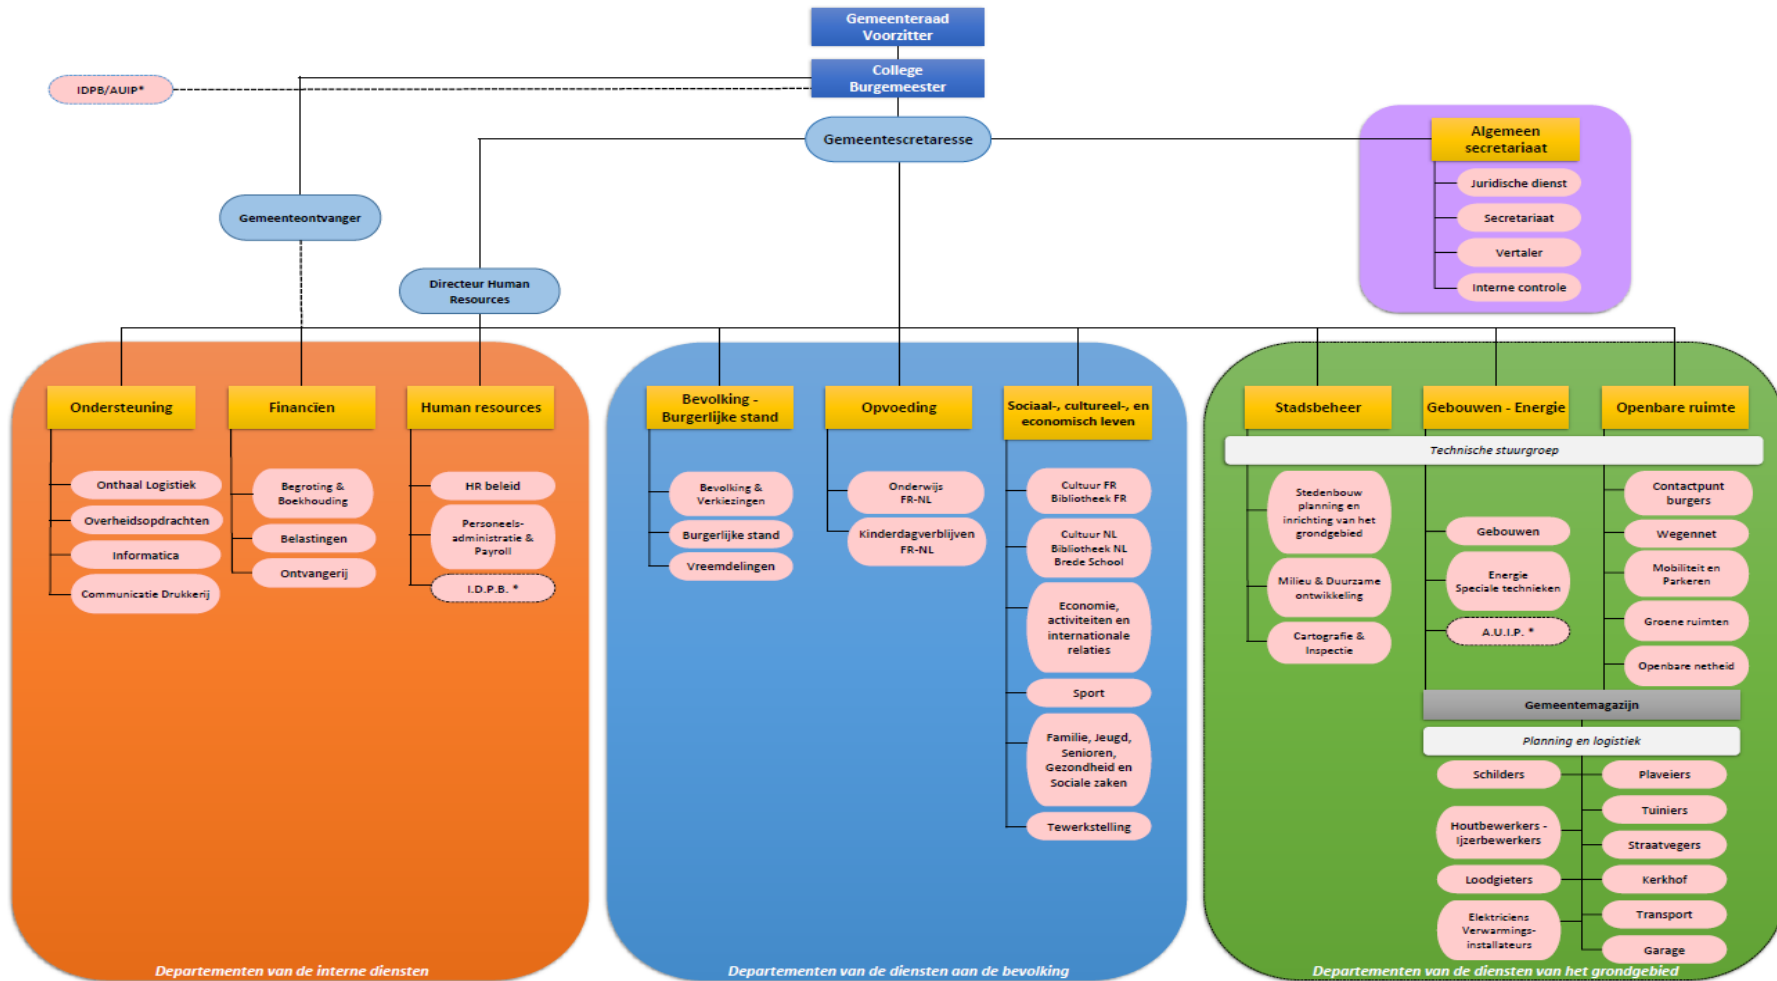 Gemeenteraad
Voorzitter
College
Burgemeester
IDPB/AUIP*
Gemeentescretaresse
Algemeen
secretariaat
Juridische dienst
Secretariaat
Vertaler
Interne controle
Gemeenteontvanger
Directeur Human
Resources
Ondersteuning
Onthaal Logistiek
Overheidsopdrachten
Informatica
Communicatie Drukkerij
Financïen
Begroting &
Boekhouding
Belastingen
Ontvangerij
Human resources
HR beleid
Personeels-
administratie &
Payroll
I.D.P.B. *
Departementen van de interne diensten
Bevolking -
Burgerlijke stand
Bevolking &
Verkiezingen
Burgerlijke stand
Vreemdelingen
Opvoeding
Onderwijs
FR-NL
Kinderdagverblijven
FR-NL
Sociaal-, cultureel-, en
economisch leven
Cultuur FR
Bibliotheek FR
Cultuur NL
Bibliotheek NL
Brede School
Economie,
activiteiten en
internationale
relaties
Sport
Familie, Jeugd,
Senioren,
Gezondheid en
Sociale zaken
Tewerkstelling
Departementen van de diensten aan de bevolking
Stadsbeheer
Gebouwen - Energie
Openbare ruimte
Technische stuurgroep
Stedenbouw
planning en
inrichting van het
grondgebied
Milieu & Duurzame
ontwikkeling
Cartografie &
Inspectie
Gebouwen
Energie
Speciale technieken
A.U.I.P. *
Contactpunt
burgers
Wegennet
Mobiliteit en
Parkeren
Groene ruimten
Openbare netheid
Gemeentemagazijn
Planning en logistiek
Schilders
Houtbewerkers -
Ijzerbewerkers
Loodgieters
Elektriciens
Verwarmings-
installateurs
Plaveiers
Tuiniers
Straatvegers
Kerkhof
Transport
Garage
Departementen van de diensten van het grondgebied